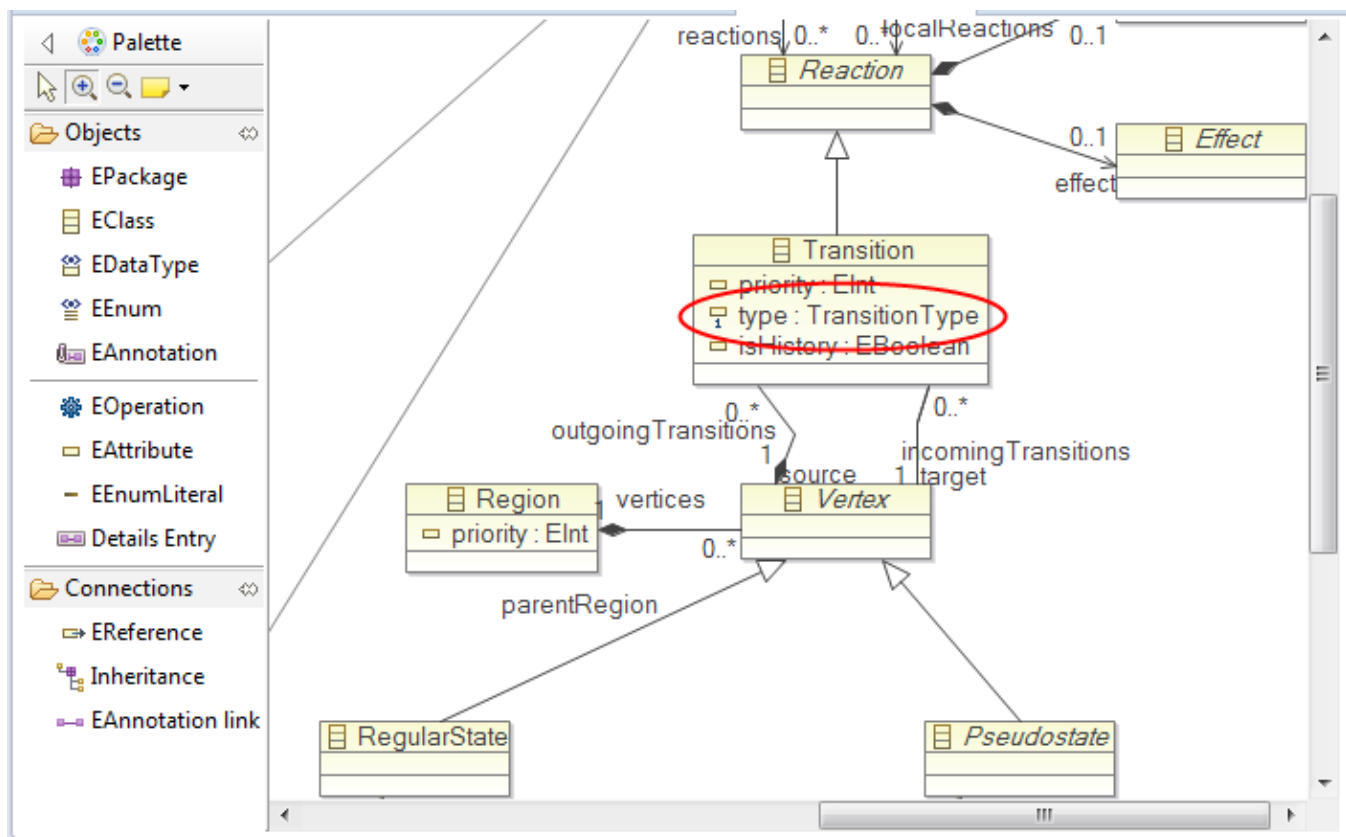 Palette
Objects
EPackage
EClass
EDataType
EEnum
EAnnotation
EOperation
EAttribute
EEnumLiteral
Details Entry
Connections
EReference
Inheritance
EAnnotation link
reactions 0..* 0..* localReactions 0..1
Reaction
0..1
Effect
effect
Transition
priority : EInt
1 type : TransitionType
isHistory : EBoolean
0..* 0..*
outgoingTransitions
1 incomingTransitions
source 1 target
Region 1 vertices Vertex
priority : EInt
0..*
parentRegion
RegularState Pseudostate